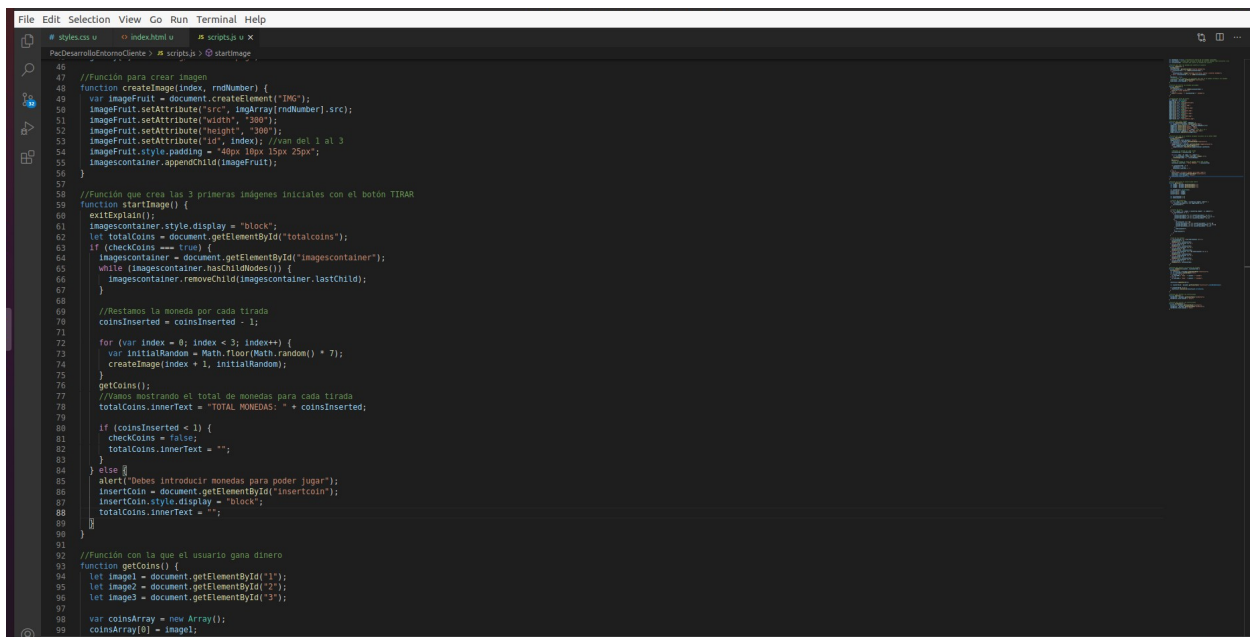 File Edit Selection View Go Run Terminal Help
# styles.css U <> index.html U JS scripts.js U X
PacDesarrolloEntornoCliente > JS scripts.js > startImage
46
47 //Función para crear imagen
48 function createImage(index, rndNumber) {
49 var imageFruit = document.createElement("IMG");
50 imageFruit.setAttribute("src", imgArray[rndNumber].src);
51 imageFruit.setAttribute("width", "300");
52 imageFruit.setAttribute("height", "300");
53 imageFruit.setAttribute("id", index); //van del 1 al 3
54 imageFruit.style.padding = "40px 10px 15px 25px";
55 imagescontainer.appendChild(imageFruit);
56 }
57
58 //Función que crea las 3 primeras imágenes iniciales con el botón TIRAR
59 function startImage() {
60 exitExplain();
61 imagescontainer.style.display = "block";
62 let totalCoins = document.getElementById("totalcoins");
63 if (checkCoins === true) {
64 imagescontainer = document.getElementById("imagescontainer");
65 while (imagescontainer.hasChildNodes()) {
66 imagescontainer.removeChild(imagescontainer.lastChild);
67 }
68
69 //Restamos la moneda por cada tirada
70 coinsInserted = coinsInserted - 1;
71
72 for (var index = 0; index < 3; index++) {
73 var initialRandom = Math.floor(Math.random() * 7);
74 createImage(index + 1, initialRandom);
75 }
76 getCoins();
77 //Vamos mostrando el total de monedas para cada tirada
78 totalCoins.innerText = "TOTAL MONEDAS: " + coinsInserted;
79
80 if (coinsInserted < 1) {
81 checkCoins = false;
82 totalCoins.innerText = "";
83 }
84 } else {
85 alert("Debes introducir monedas para poder jugar");
86 insertCoin = document.getElementById("insertcoin");
87 insertCoin.style.display = "block";
88 totalCoins.innerText = "";
89 }
90 }
91
92 //Función con la que el usuario gana dinero
93 function getCoins() {
94 let image1 = document.getElementById("1");
95 let image2 = document.getElementById("2");
96 let image3 = document.getElementById("3");
97
98 var coinsArray = new Array();
99 coinsArray[0] = image1;